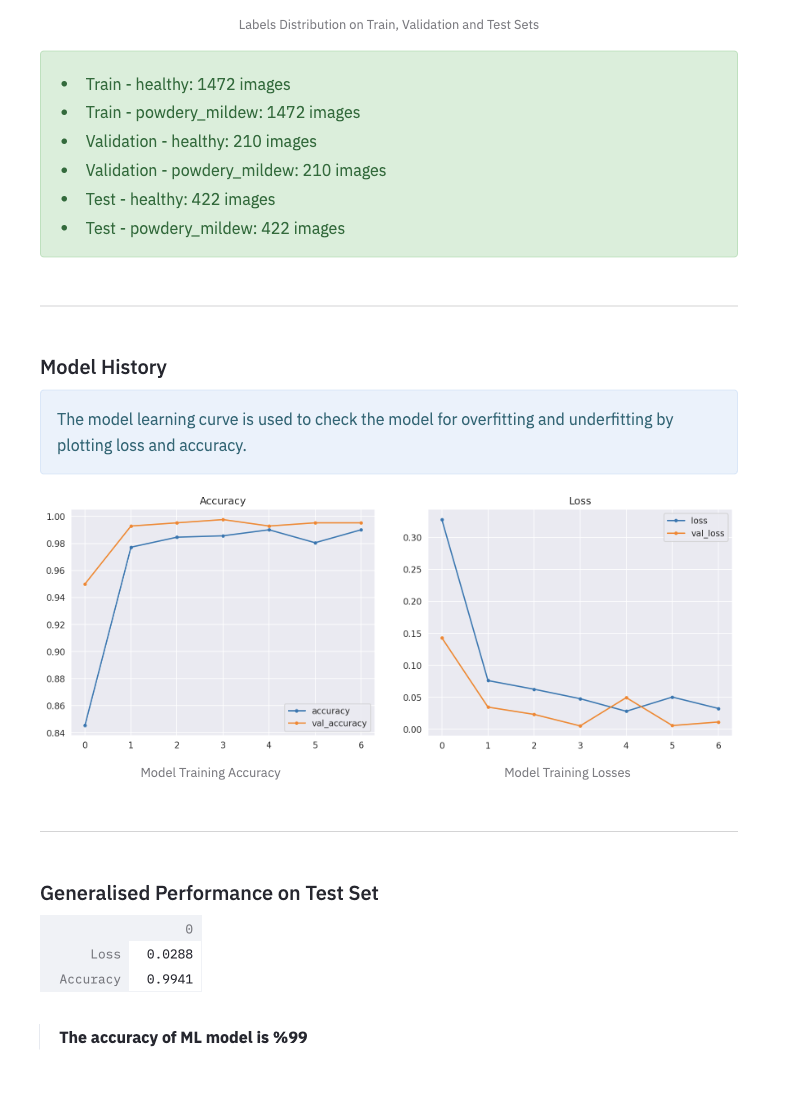 Labels Distribution on Train, Validation and Test Sets
• Train - healthy: 1472 images
• Train - powdery_mildew: 1472 images
• Validation - healthy: 210 images
• Validation - powdery_mildew: 210 images
• Test - healthy: 422 images
• Test - powdery_mildew: 422 images
Model History
The model learning curve is used to check the model for overfitting and underfitting by
plotting loss and accuracy.
Accuracy
1.00
0.98
0.96
0.94
0.92
0.90
0.88
0.86
0.84
accuracy
val_accuracy
0 1 2 3 4 5 6
Model Training Accuracy
Loss
loss
val_loss
0.30
0.25
0.20
0.15
0.10
0.05
0.00
0 1 2 3 4 5 6
Model Training Losses
Generalised Performance on Test Set
0
Loss 0.0288
Accuracy 0.9941
The accuracy of ML model is %99